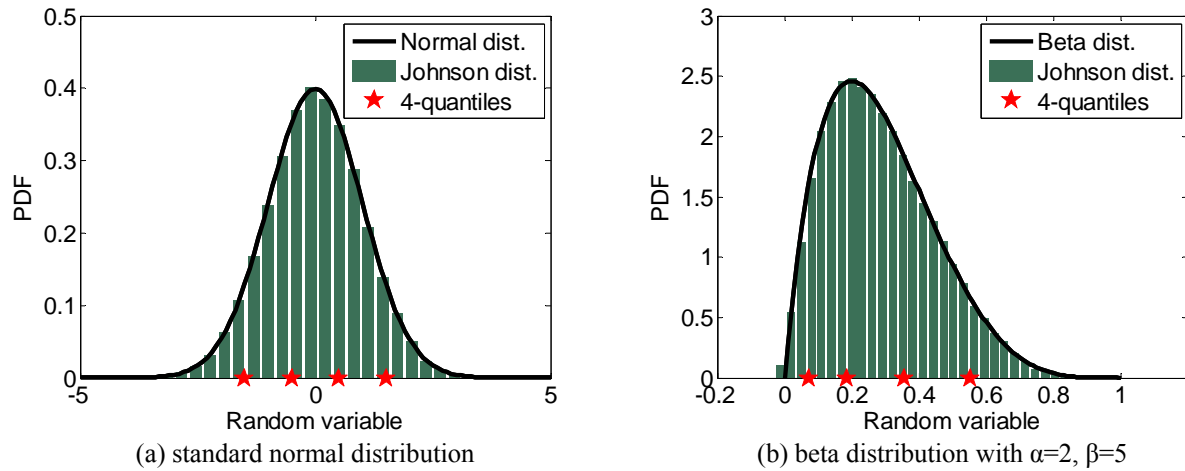 0.5
0.4
0.3
0.2
0.1
0
-5
0
5
PDF
Random variable
Normal dist.
Johnson dist.
4-quantiles
(a) standard normal distribution
3
2.5
2
1.5
1
0.5
0
-0.2
0
0.2
0.4
0.6
0.8
1
PDF
Random variable
Beta dist.
Johnson dist.
4-quantiles
(b) beta distribution with α=2, β=5